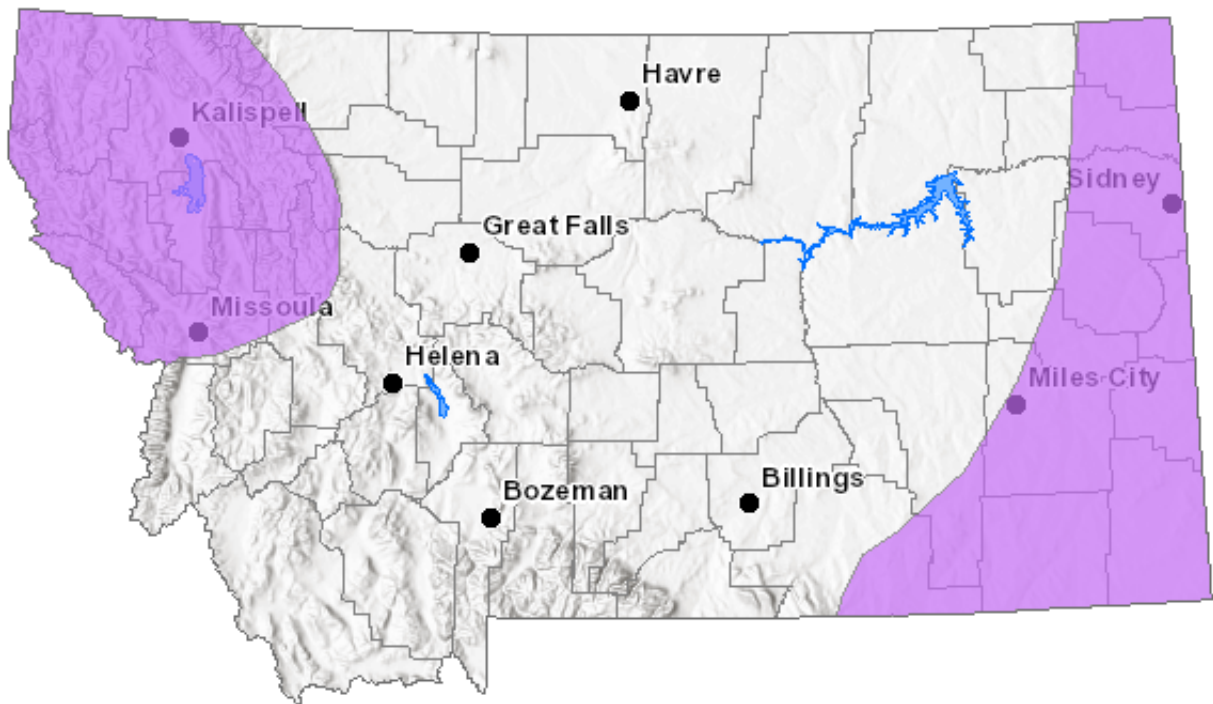 Havre
Kalispell
Sidney
Great Falls
Missoula
Helena
Miles City
Billings
Bozeman